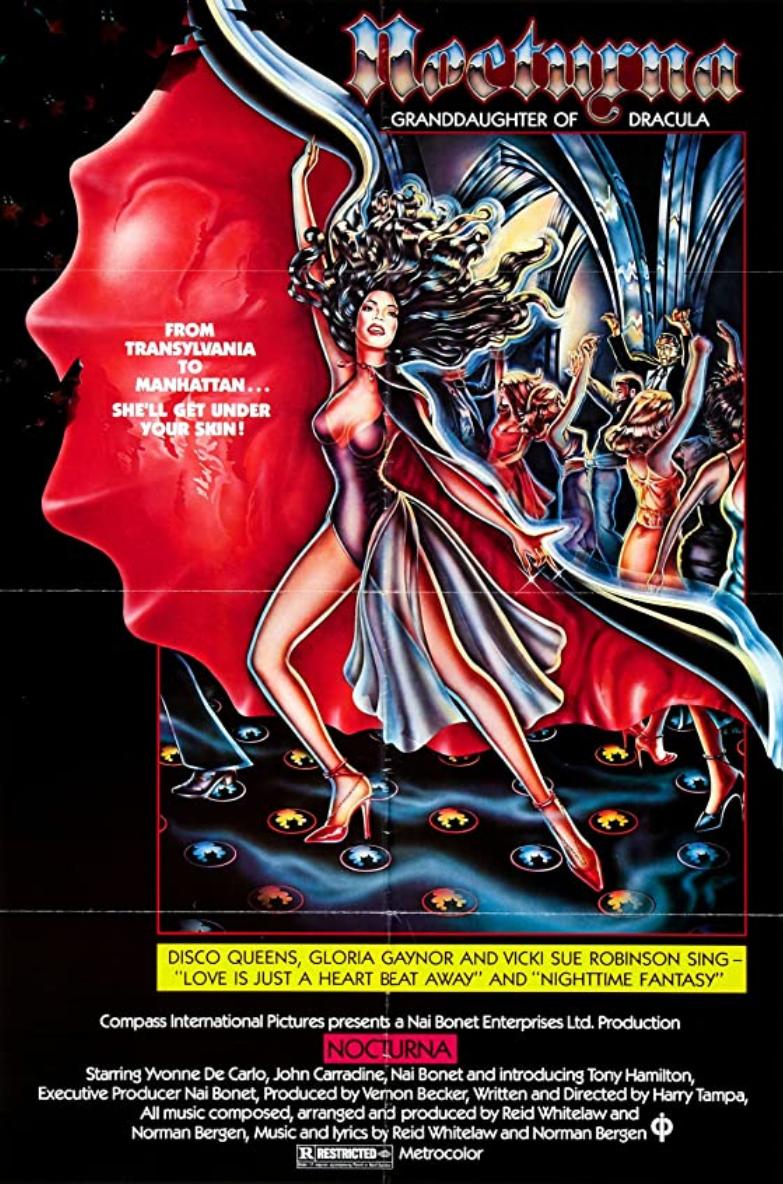 Nocturna
GRANDDAUGHTER OF DRACULA
FROM
TRANSYLVANIA
TO
MANHATTAN...
SHE'LL GET UNDER
YOUR SKIN!
DISCO QUEENS, GLORIA GAYNOR AND VICKI SUE ROBINSON SING –
"LOVE IS JUST A HEART BEAT AWAY" AND "NIGHTTIME FANTASY"
Compass International Pictures presents a Nai Bonet Enterprises Ltd. Production
NOCTURNA
Starring Yvonne De Carlo, John Carradine, Nai Bonet and introducing Tony Hamilton,
Executive Producer Nai Bonet, Produced by Vernon Becker, Written and Directed by Harry Tampa,
All music composed, arranged and produced by Reid Whitelaw and
Norman Bergen, Music and lyrics by Reid Whitelaw and Norman Bergen
R RESTRICTED Metrocolor